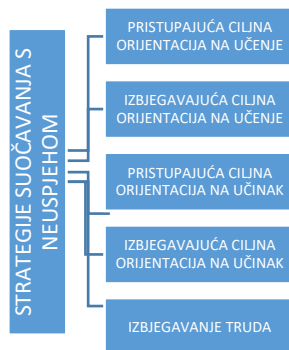 STRATEGIJE SUOČAVANJA S
NEUSPJEHOM
PRISTUPAJUĆA CILJNA
ORIJENTACIJA NA UČENJE
IZBJEGAVAJUĆA CILJNA
ORIJENTACIJA NA UČENJE
PRISTUPAJUĆA CILJNA
ORIJENTACIJA NA UČINAK
IZBJEGAVAJUĆA CILJNA
ORIJENTACIJA NA UČINAK
IZBJEGAVANJE TRUDA